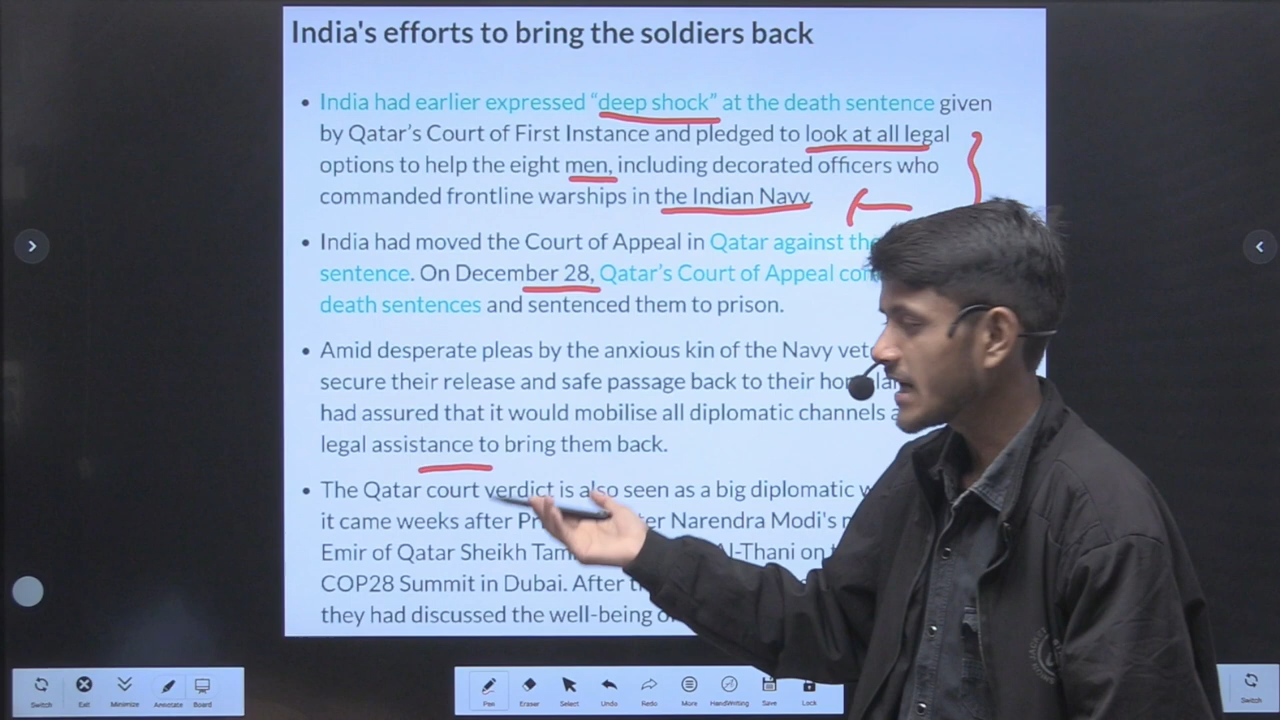 India's efforts to bring the soldiers back
• India had earlier expressed “deep shock” at the death sentence given
by Qatar’s Court of First Instance and pledged to look at all legal
options to help the eight men, including decorated officers who
commanded frontline warships in the Indian Navy.
• India had moved the Court of Appeal in Qatar against the
sentence. On December 28, Qatar’s Court of Appeal
death sentences and sentenced them to prison.
• Amid desperate pleas by the anxious kin of the Navy
secure their release and safe passage back to their
had assured that it would mobilise all diplomatic channels
legal assistance to bring them back.
• The Qatar court verdict is also seen as a big diplomatic
it came weeks after Narendra Modi's
Emir of Qatar Sheikh Al-Thani on
COP28 Summit in Dubai. After
they had discussed the well-being
Switch Exit Minimize Annotate Board
Pen Eraser Select Undo Redo More HandWriting Save Lock
Switch